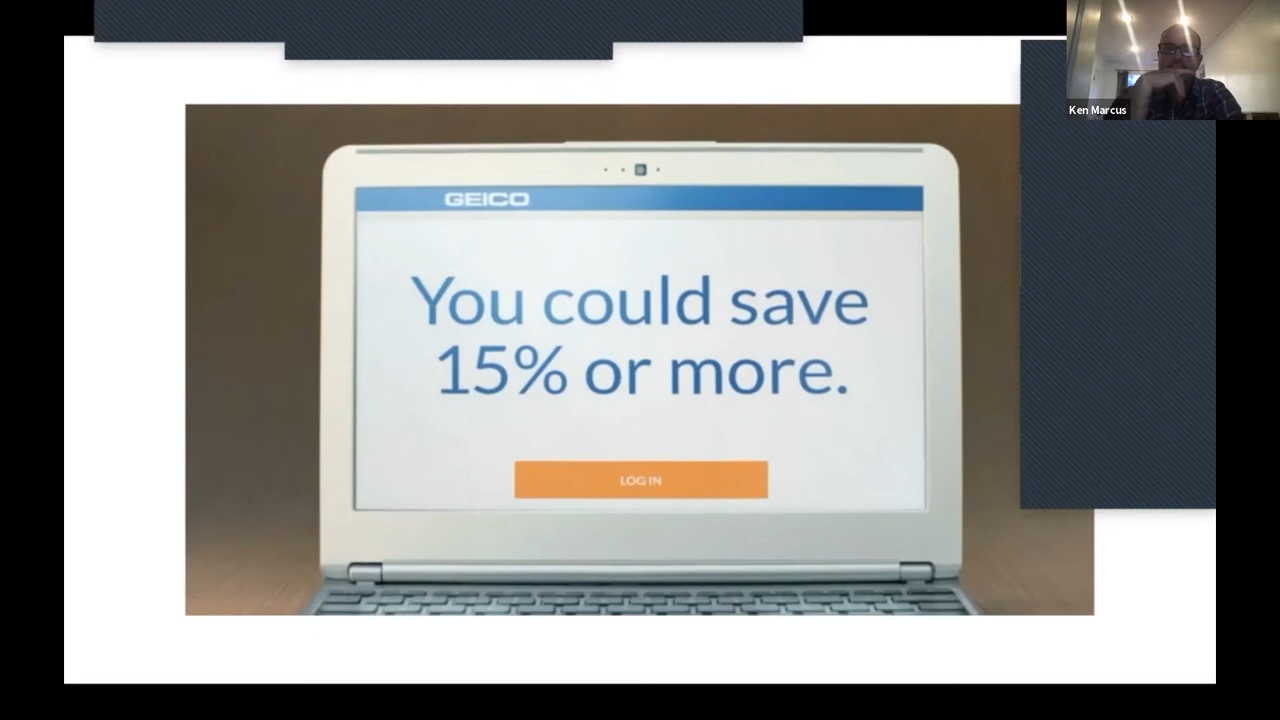 Ken Marcus
GEICO
You could save
15% or more.
LOG IN